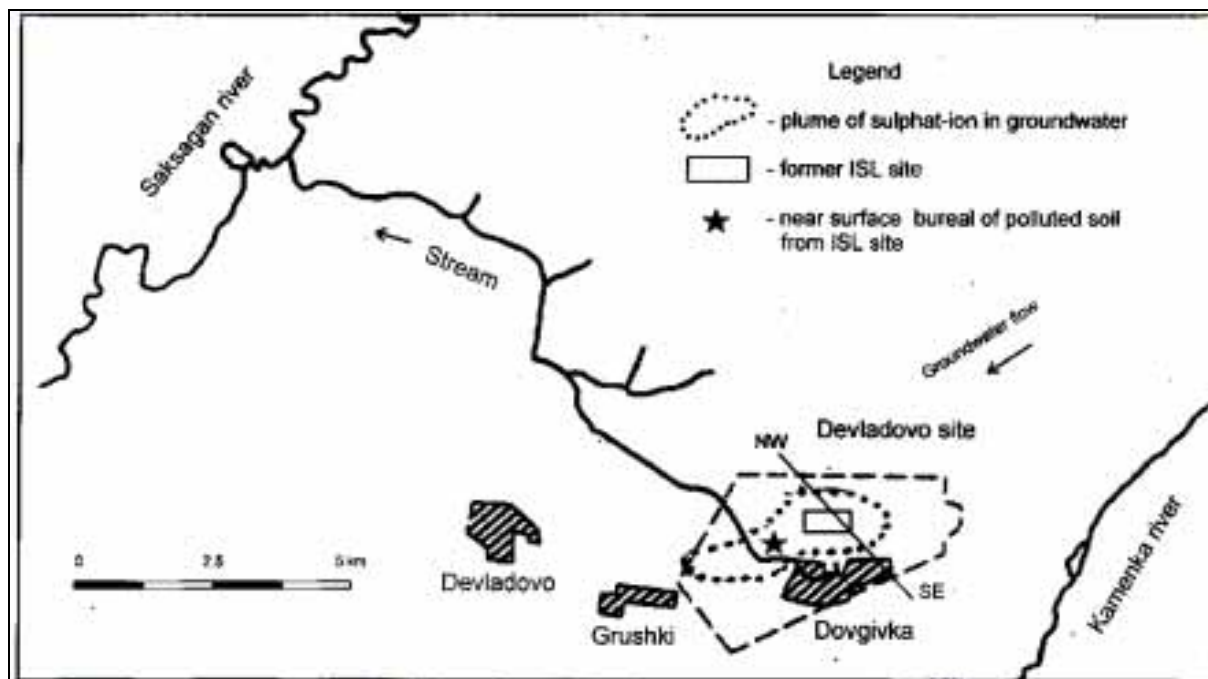 Saksagan river
Legend
- plume of sulphat-ion in groundwater
- former ISL site
- near surface bureal of polluted soil
from ISL site
Stream
Groundwater flow
Devladovo site
NW
Kamenka river
0 2.5 5 km
Devladovo
SE
Grushki
Dovgivka